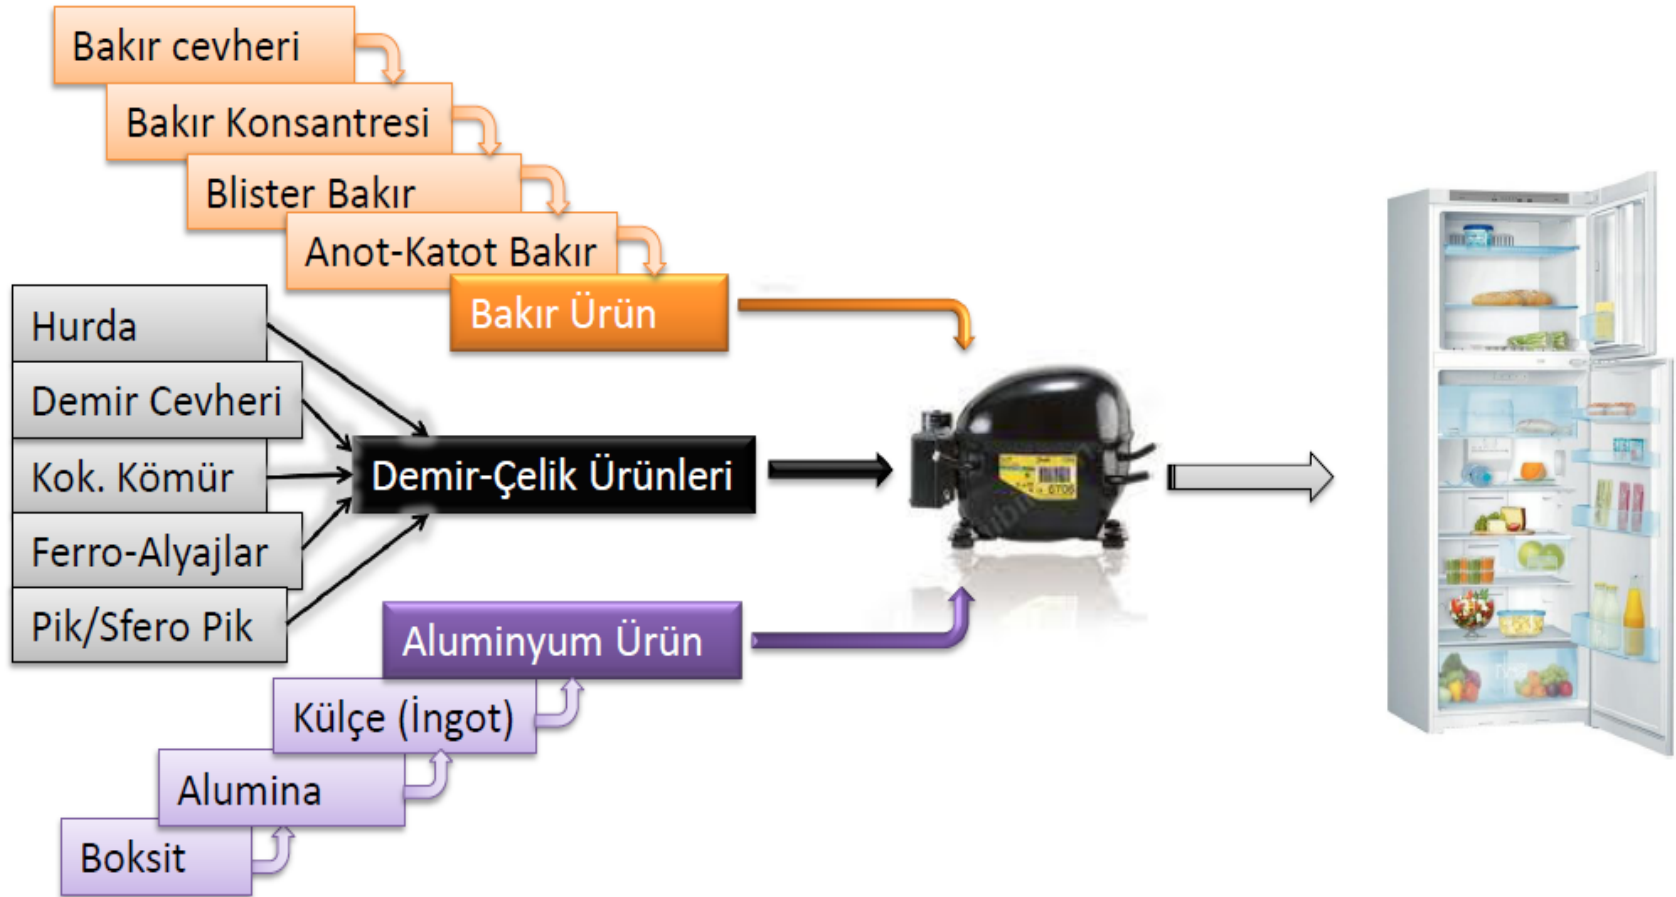 Bakır cevheri
Bakır Konsantresi
Blister Bakır
Anot-Katot Bakır
Bakır Ürün
Hurda
Demir Cevheri
Kok. Kömür
Ferro-Alyajlar
Pik/Sfero Pik
Demir-Çelik Ürünleri
Aluminyum Ürün
Külçe (İngot)
Alumina
Boksit